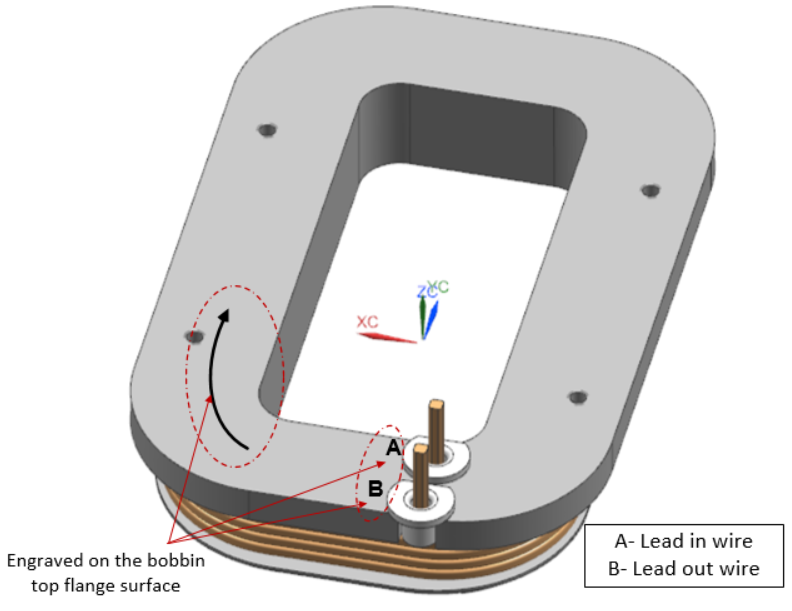 ZC
YC
XC
A
B
Engraved on the bobbin
top flange surface
A- Lead in wire
B- Lead out wire